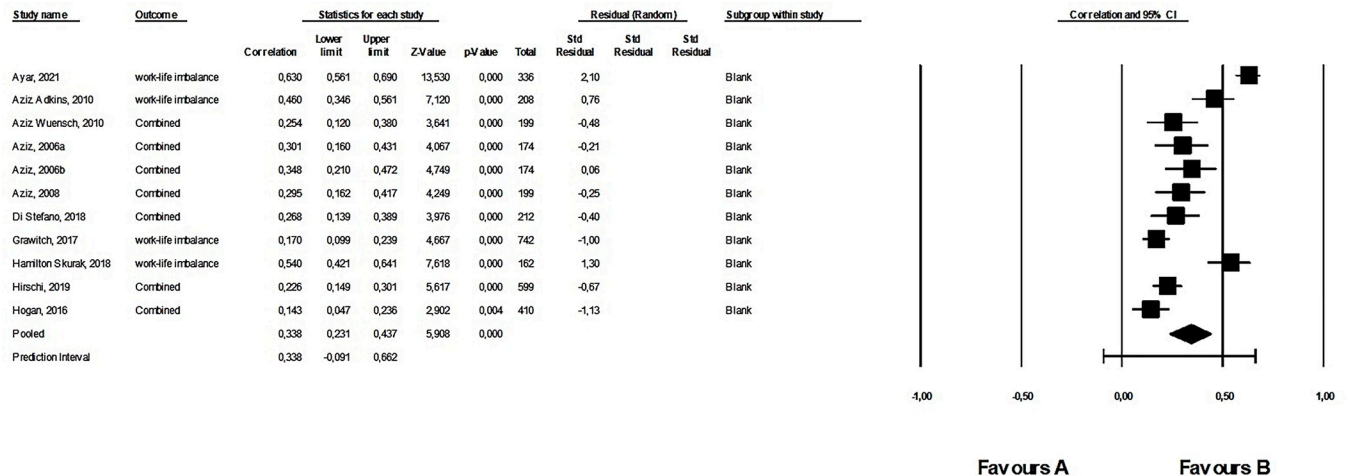 Study name Outcome Statistics for each study Residual (Random) Subgroup within study Correlation and 95% CI
Lower Upper Std Std Std
Correlation limit limit Z-Value p-Value Total Residual Residual Residual
Ayar, 2021 work-life imbalance 0,630 0,561 0,690 13,530 0,000 336 2,10 Blank
Aziz Adkins, 2010 work-life imbalance 0,460 0,346 0,561 7,120 0,000 208 0,76 Blank
Aziz Wuensch, 2010 Combined 0,254 0,120 0,380 3,641 0,000 199 -0,48 Blank
Aziz, 2006a Combined 0,301 0,160 0,431 4,067 0,000 174 -0,21 Blank
Aziz, 2006b Combined 0,348 0,210 0,472 4,749 0,000 174 0,06 Blank
Aziz, 2008 Combined 0,295 0,162 0,417 4,249 0,000 199 -0,25 Blank
Di Stefano, 2018 Combined 0,268 0,139 0,389 3,976 0,000 212 -0,40 Blank
Grawitch, 2017 work-life imbalance 0,170 0,099 0,239 4,667 0,000 742 -1,00 Blank
Hamilton Skurak, 2018 work-life imbalance 0,540 0,421 0,641 7,618 0,000 162 1,30 Blank
Hirschi, 2019 Combined 0,226 0,149 0,301 5,617 0,000 599 -0,67 Blank
Hogan, 2016 Combined 0,143 0,047 0,236 2,902 0,004 410 -1,13 Blank
Pooled 0,338 0,231 0,437 5,908 0,000
Prediction Interval 0,338 -0,091 0,662
-1,00 -0,50 0,00 0,50 1,00
Favours A Favours B